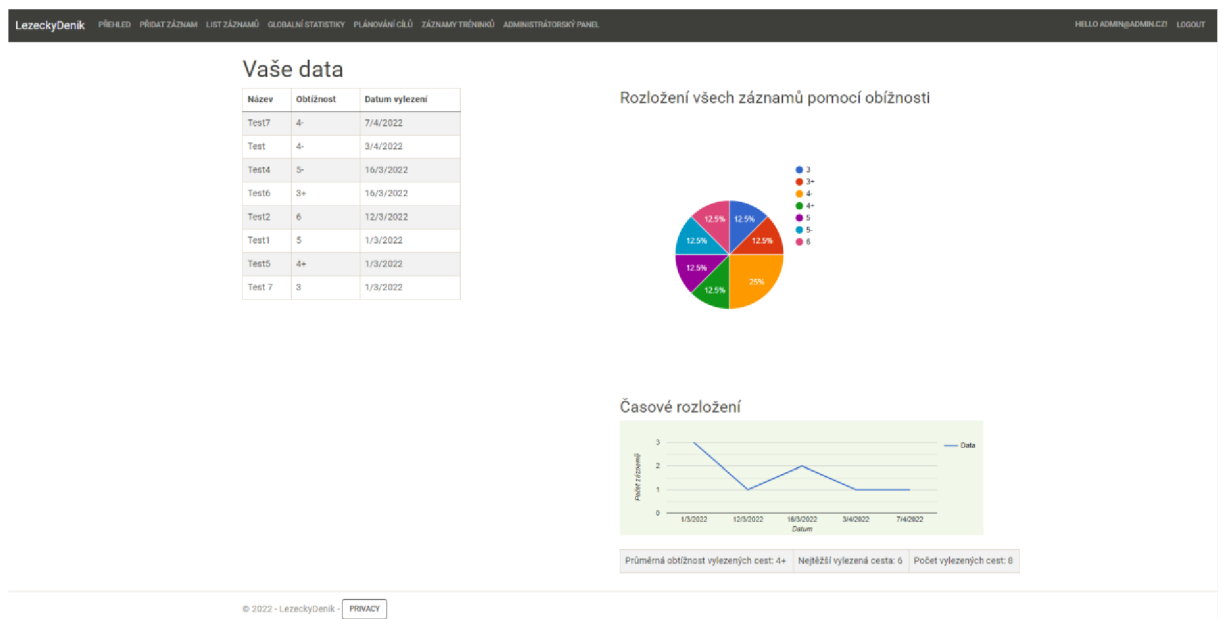 LezeckyDenik PŘEHLED PŘIDAT ZÁZNAM LIST ZÁZNAMŮ GLOBALNÍ STATISTIKY PLÁNOVÁNÍ CÍLŮ ZÁZNAMY TRÉNINKŮ ADMINISTRÁTORSKÝ PANEL HELLO ADMIN@ADMIN.CZ! LOGOUT
Vaše data
Název Obtížnost Datum vylezení
Test7 4- 7/4/2022
Test 4- 3/4/2022
Test4 5- 16/3/2022
Test6 3+ 16/3/2022
Test2 6 12/3/2022
Test1 5 1/3/2022
Test5 4+ 1/3/2022
Test 7 3 1/3/2022
Rozložení všech záznamů pomocí obížnosti
3
3+
4-
4+
5
5-
6
12.5% 12.5%
12.5% 12.5%
12.5% 25%
12.5%
Časové rozložení
3
2
1
0
Počet záznamů
Data
1/3/2022 12/3/2022 16/3/2022 3/4/2022 7/4/2022
Datum
Průměrná obtížnost vylezených cest: 4+ Nejtěžší vylezená cesta: 6 Počet vylezených cest: 8
© 2022 - LezeckyDenik - PRIVACY